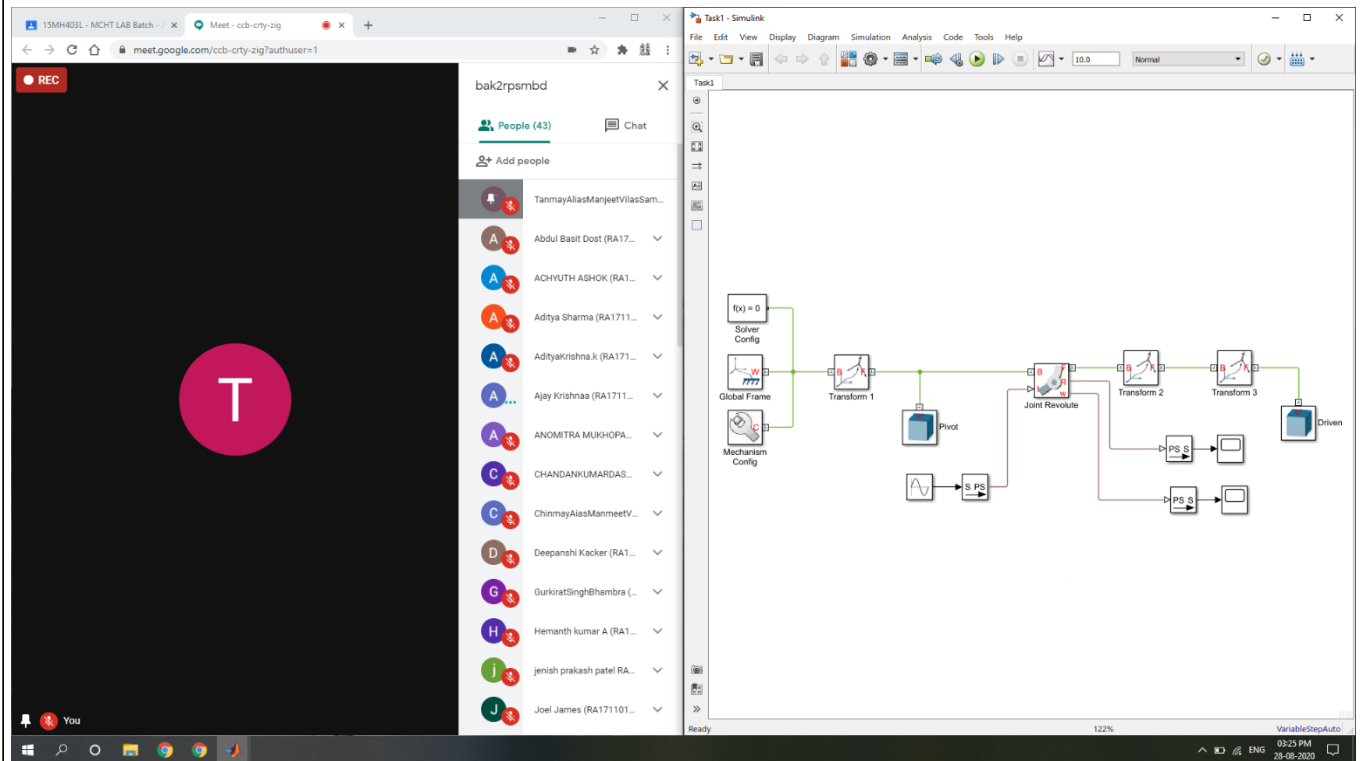 15MH403L - MCHT LAB Batch - 2
Meet - ccb-crty-zig
meet.google.com/ccb-crty-zig?authuser=1
REC
bak2rpsmbd
People (43)
Chat
Add people
TanmayAliasManjeetVilasSam...
Abdul Basit Dost (RA17...
ACHYUTH ASHOK (RA1...
Aditya Sharma (RA1711...
AdityaKrishna.k (RA171...
Ajay Krishnaa (RA1711...
ANOMITRA MUKHOPA...
CHANDANKUMARDAS...
ChinmayAiasManmeetV...
Deepanshi Kacker (RA1...
GurkiratSinghBhambra (...
Hemanth kumar A (RA1...
jenish prakash patel RA...
Joel James (RA171101...
A
A
A
A
A
A
C
C
D
G
H
j
J
T
You
Task1 - Simulink
File Edit View Display Diagram Simulation Analysis Code Tools Help
10.0
Normal
Task1
f(x) = 0
Solver
Config
W
Global Frame
C
Mechanism
Config
B F
Transform 1
Pivot
S PS
B F
q
w
Joint Revolute
B F
Transform 2
B F
Transform 3
Driven
PS S
PS S
Ready
122%
VariableStepAuto
ENG
03:25 PM
28-08-2020